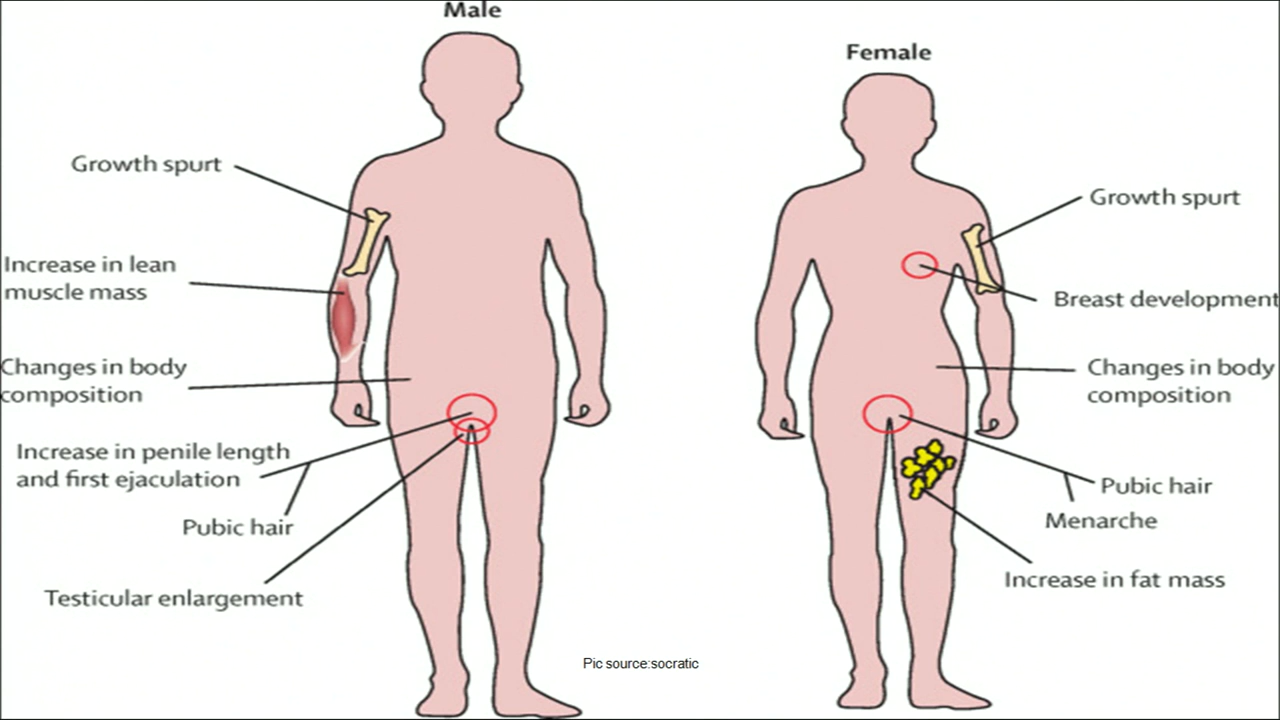 Male
Female
Growth spurt
Increase in lean
muscle mass
Changes in body
composition
Increase in penile length
and first ejaculation
Pubic hair
Testicular enlargement
Growth spurt
Breast development
Changes in body
composition
Pubic hair
Menarche
Increase in fat mass
Pic source:socratic